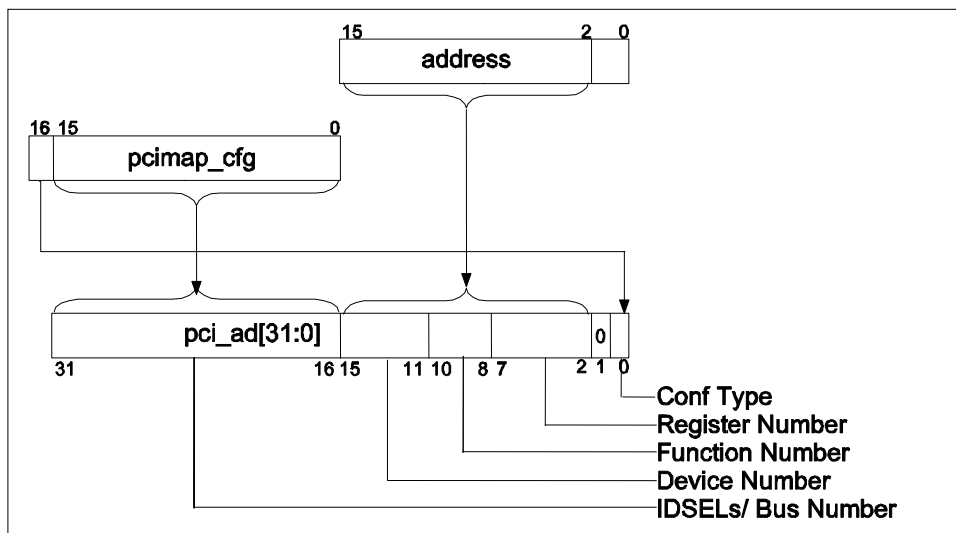 15 2 0
address
16 15 0
pcimap_cfg
pci_ad[31:0] 0
31 16 15 11 10 8 7 2 1 0
Conf Type
Register Number
Function Number
Device Number
IDSELs/ Bus Number